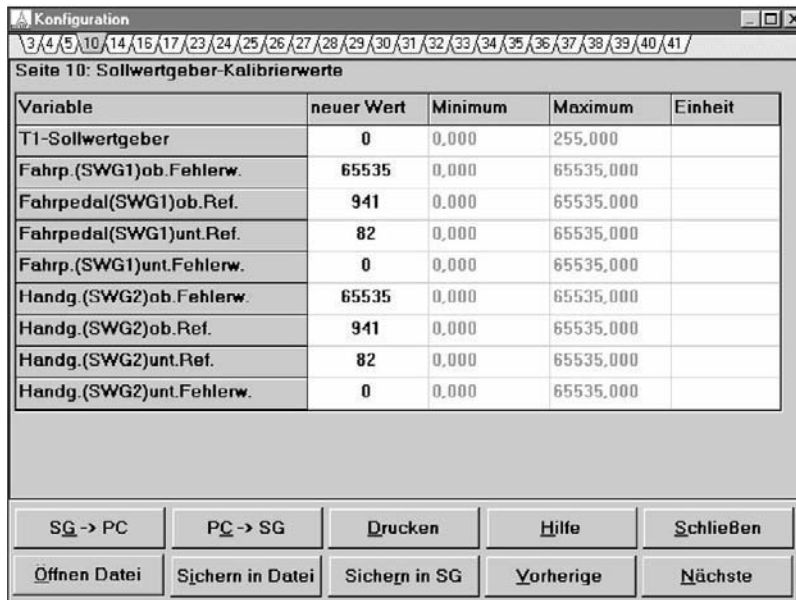 Konfiguration
3 4 5 10 14 16 17 23 24 25 26 27 28 29 30 31 32 33 34 35 36 37 38 39 40 41
Seite 10: Sollwertgeber-Kalibrierwerte
Variable neuer Wert Minimum Maximum Einheit
T1-Sollwertgeber 0 0,000 255,000
Fahrp.(SWG1)ob.Fehlerw. 65535 0,000 65535,000
Fahrpedal(SWG1)ob.Ref. 941 0,000 65535,000
Fahrpedal(SWG1)unt.Ref. 82 0,000 65535,000
Fahrp.(SWG1)unt.Fehlerw. 0 0,000 65535,000
Handg.(SWG2)ob.Fehlerw. 65535 0,000 65535,000
Handg.(SWG2)ob.Ref. 941 0,000 65535,000
Handg.(SWG2)unt.Ref. 82 0,000 65535,000
Handg.(SWG2)unt.Fehlerw. 0 0,000 65535,000
SG -> PC PC -> SG Drucken Hilfe Schließen
Öffnen Datei Sichern in Datei Sichern in SG Vorherige Nächste